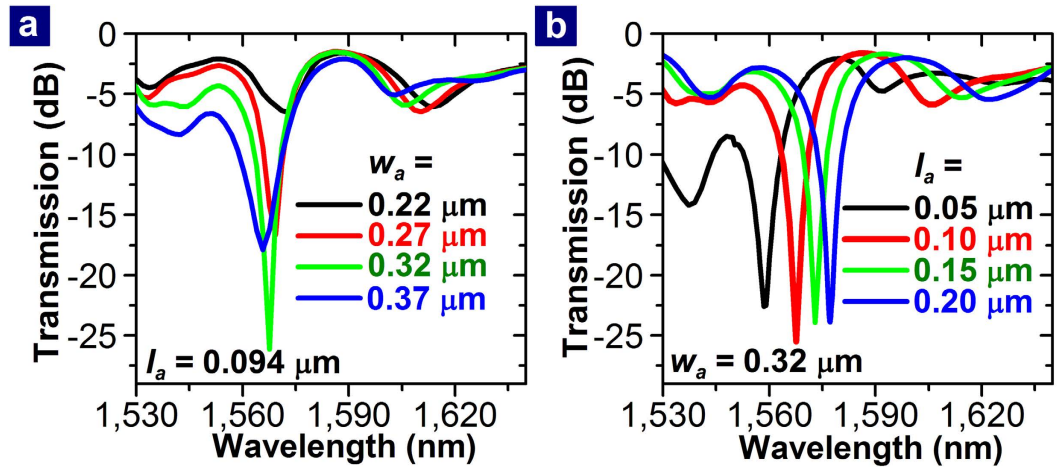 a
Transmission (dB)
0
-5
-10
-15
-20
-25
wₐ =
0.22 μm
0.27 μm
0.32 μm
0.37 μm
lₐ = 0.094 μm
1,530 1,560 1,590 1,620
Wavelength (nm)
b
Transmission (dB)
0
-5
-10
-15
-20
-25
lₐ =
0.05 μm
0.10 μm
0.15 μm
0.20 μm
wₐ = 0.32 μm
1,530 1,560 1,590 1,620
Wavelength (nm)